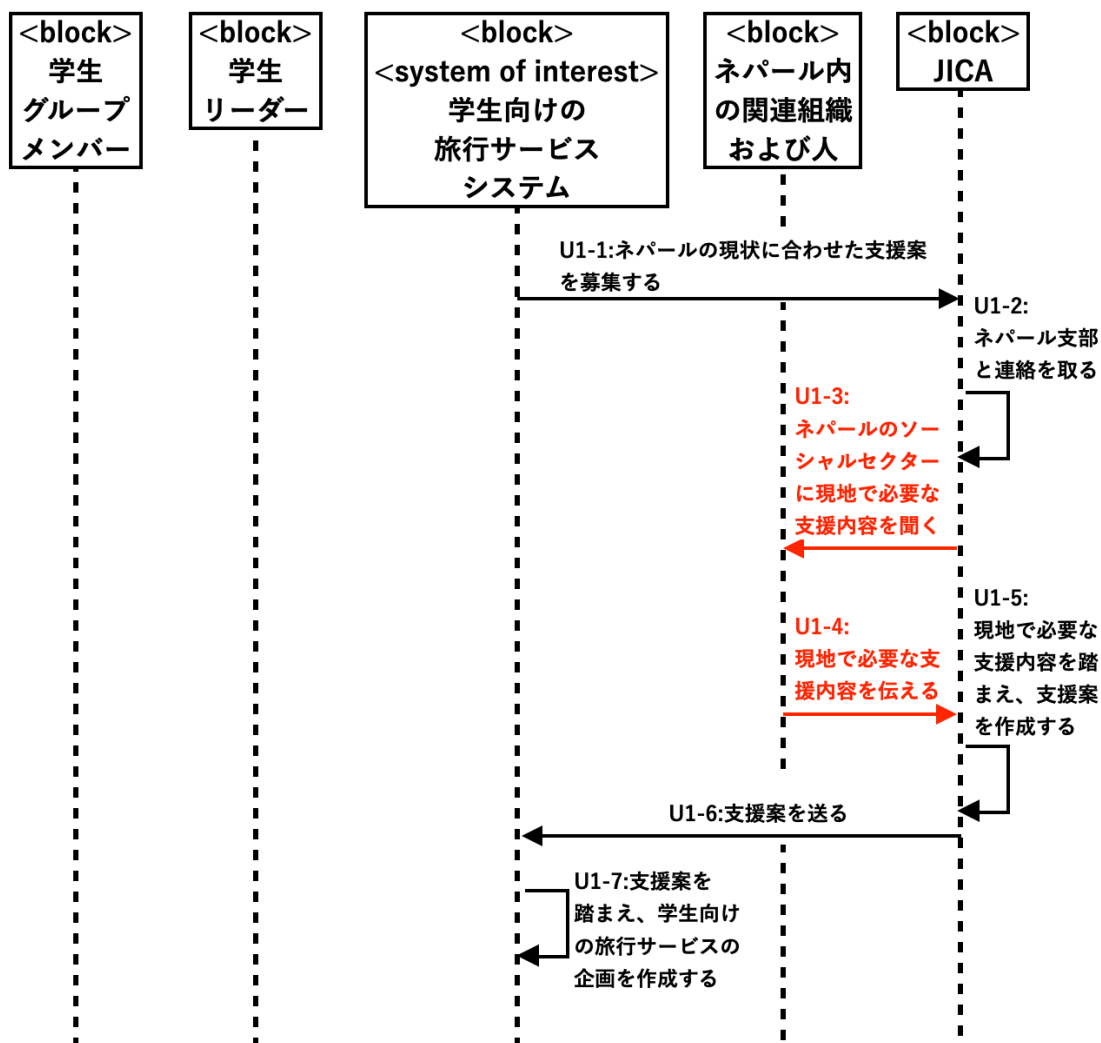 <block>
学生
グループ
メンバー
<block>
学生
リーダー
<block>
<system of interest>
学生向けの
旅行サービス
システム
<block>
ネパール内
の関連組織
および人
<block>
JICA
U1-1:ネパールの現状に合わせた支援案
を募集する
U1-2:
ネパール支部
と連絡を取る
U1-3:
ネパールのソー
シャルセクター
に現地で必要な
支援内容を聞く
U1-4:
現地で必要な支
援内容を伝える
U1-5:
現地で必要な
支援内容を踏
まえ、支援案
を作成する
U1-6:支援案を送る
U1-7:支援案を
踏まえ、学生向け
の旅行サービスの
企画を作成する